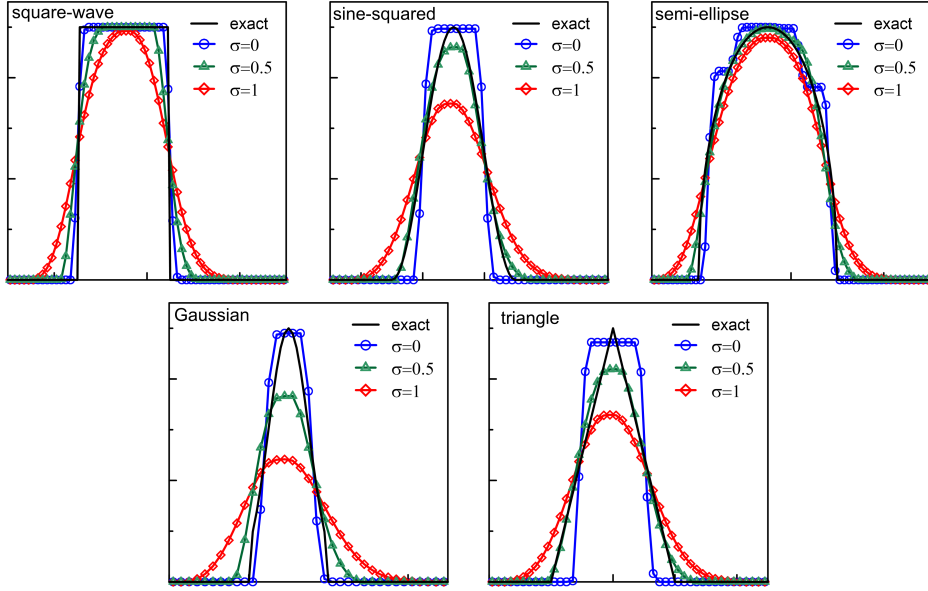 square-wave
exact
σ=0
σ=0.5
σ=1
sine-squared
exact
σ=0
σ=0.5
σ=1
semi-ellipse
exact
σ=0
σ=0.5
σ=1
Gaussian
exact
σ=0
σ=0.5
σ=1
triangle
exact
σ=0
σ=0.5
σ=1